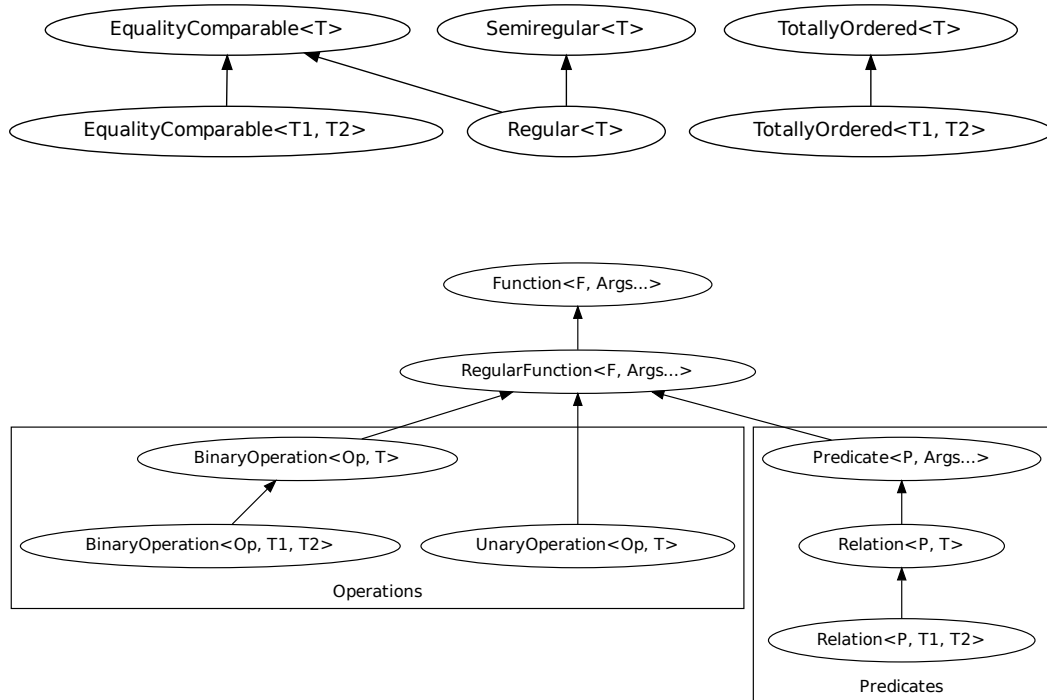 EqualityComparable<T>
Semiregular<T>
TotallyOrdered<T>
EqualityComparable<T1, T2>
Regular<T>
TotallyOrdered<T1, T2>
Function<F, Args...>
RegularFunction<F, Args...>
BinaryOperation<Op, T>
Predicate<P, Args...>
BinaryOperation<Op, T1, T2>
UnaryOperation<Op, T>
Relation<P, T>
Operations
Relation<P, T1, T2>
Predicates